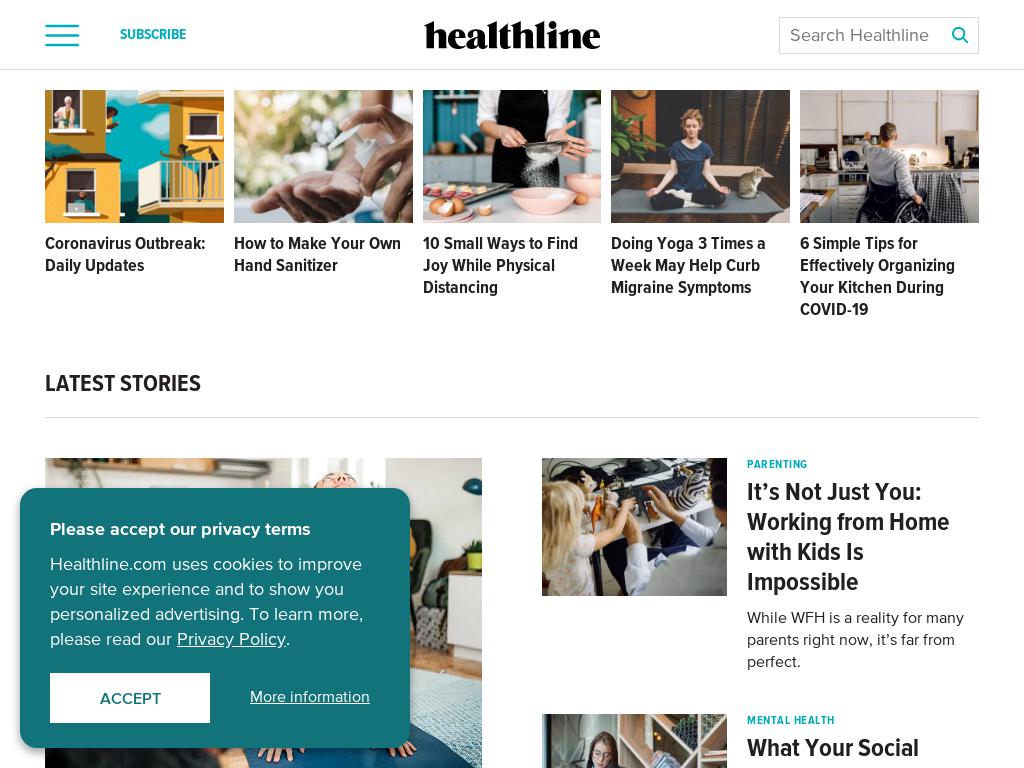 SUBSCRIBE
healthline
Search Healthline
Coronavirus Outbreak:
Daily Updates
How to Make Your Own
Hand Sanitizer
10 Small Ways to Find
Joy While Physical
Distancing
Doing Yoga 3 Times a
Week May Help Curb
Migraine Symptoms
6 Simple Tips for
Effectively Organizing
Your Kitchen During
COVID-19
LATEST STORIES
PARENTING
It’s Not Just You:
Working from Home
with Kids Is
Impossible
While WFH is a reality for many
parents right now, it’s far from
perfect.
MENTAL HEALTH
What Your Social
Please accept our privacy terms
Healthline.com uses cookies to improve
your site experience and to show you
personalized advertising. To learn more,
please read our Privacy Policy.
ACCEPT
More information